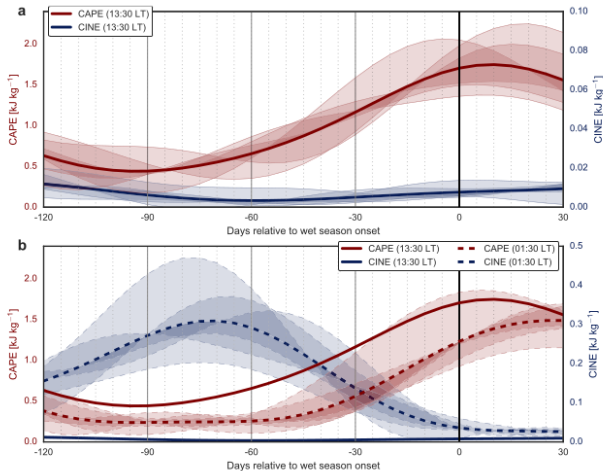 a
CAPE (13:30 LT)
CINE (13:30 LT)
2.0
1.5
1.0
0.5
0.0
CAPE [kJ kg⁻¹]
0.10
0.08
0.06
0.04
0.02
0.00
CINE [kJ kg⁻¹]
-120 -90 -60 -30 0 30
Days relative to wet season onset
b
CAPE (13:30 LT) CAPE (01:30 LT)
CINE (13:30 LT) CINE (01:30 LT)
2.0
1.5
1.0
0.5
0.0
CAPE [kJ kg⁻¹]
0.5
0.4
0.3
0.2
0.1
0.0
CINE [kJ kg⁻¹]
-120 -90 -60 -30 0 30
Days relative to wet season onset